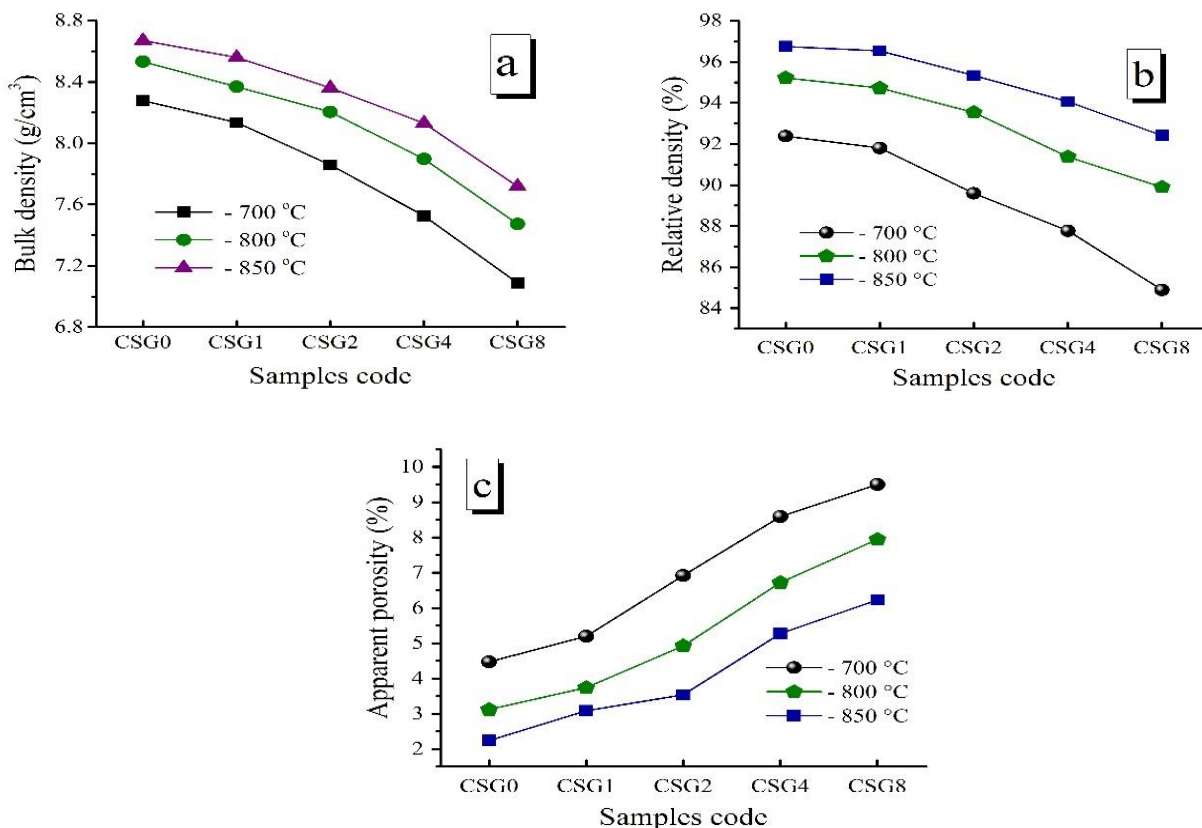 a
Bulk density (g/cm³)
8.8
8.4
8.0
7.6
7.2
6.8
- 700 °C
- 800 °C
- 850 °C
CSG0 CSG1 CSG2 CSG4 CSG8
Samples code
b
Relative density (%)
98
96
94
92
90
88
86
84
- 700 °C
- 800 °C
- 850 °C
CSG0 CSG1 CSG2 CSG4 CSG8
Samples code
c
Apparent porosity (%)
10
9
8
7
6
5
4
3
2
- 700 °C
- 800 °C
- 850 °C
CSG0 CSG1 CSG2 CSG4 CSG8
Samples code